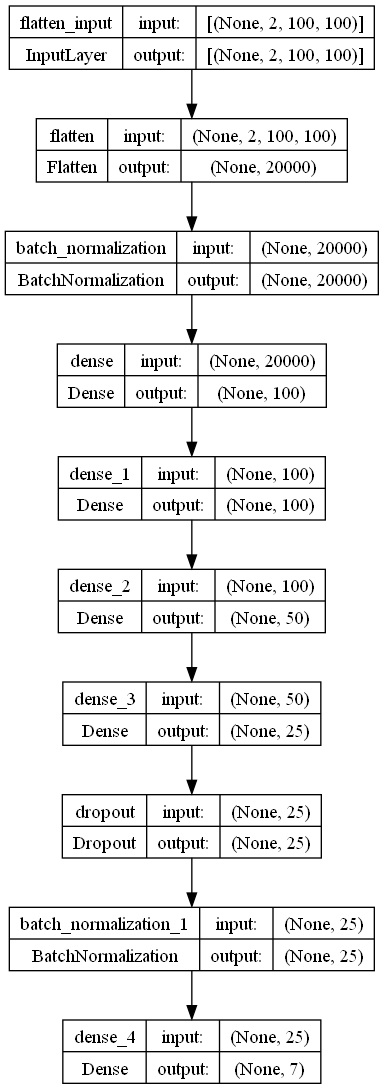 flatten_input input: [(None, 2, 100, 100)]
InputLayer output: [(None, 2, 100, 100)]
flatten input: (None, 2, 100, 100)
Flatten output: (None, 20000)
batch_normalization input: (None, 20000)
BatchNormalization output: (None, 20000)
dense input: (None, 20000)
Dense output: (None, 100)
dense_1 input: (None, 100)
Dense output: (None, 100)
dense_2 input: (None, 100)
Dense output: (None, 50)
dense_3 input: (None, 50)
Dense output: (None, 25)
dropout input: (None, 25)
Dropout output: (None, 25)
batch_normalization_1 input: (None, 25)
BatchNormalization output: (None, 25)
dense_4 input: (None, 25)
Dense output: (None, 7)